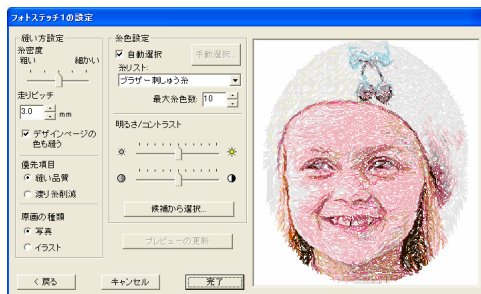 フォトステッチ1の設定
縫い方設定
糸密度
粗い 細かい
走りピッチ
3.0 mm
デザインページの
色も縫う
優先項目
縫い品質
渡り糸削減
原画の種類
写真
イラスト
糸色設定
自動選択 手動選択...
糸リスト:
ブラザー刺しゅう糸
最大糸色数: 10
明るさ/コントラスト
候補から選択...
プレビューの更新
< 戻る キャンセル 完了